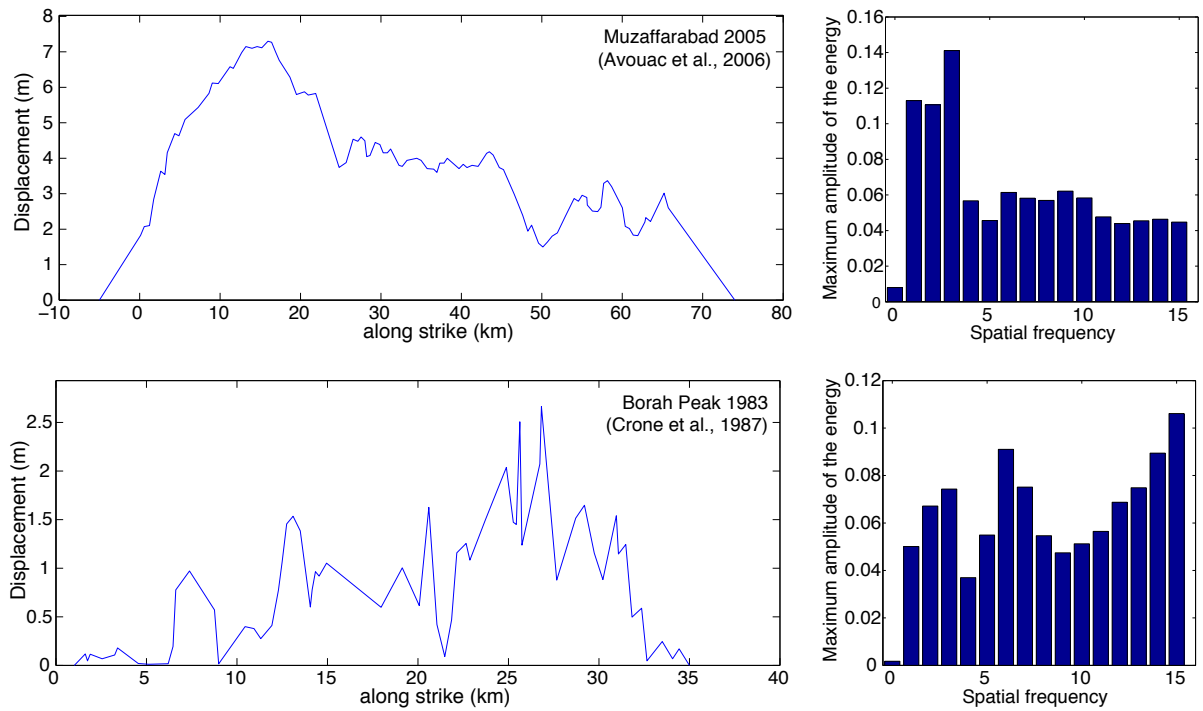 Muzaffarabad 2005
(Avouac et al., 2006)
Displacement (m)
8
7
6
5
4
3
2
1
0
−10 0 10 20 30 40 50 60 70 80
along strike (km)
Maximum amplitude of the energy
0.16
0.14
0.12
0.1
0.08
0.06
0.04
0.02
0
0 5 10 15
Spatial frequency
Borah Peak 1983
(Crone et al., 1987)
Displacement (m)
2.5
2
1.5
1
0.5
0
0 5 10 15 20 25 30 35 40
along strike (km)
Maximum amplitude of the energy
0.12
0.1
0.08
0.06
0.04
0.02
0
0 5 10 15
Spatial frequency